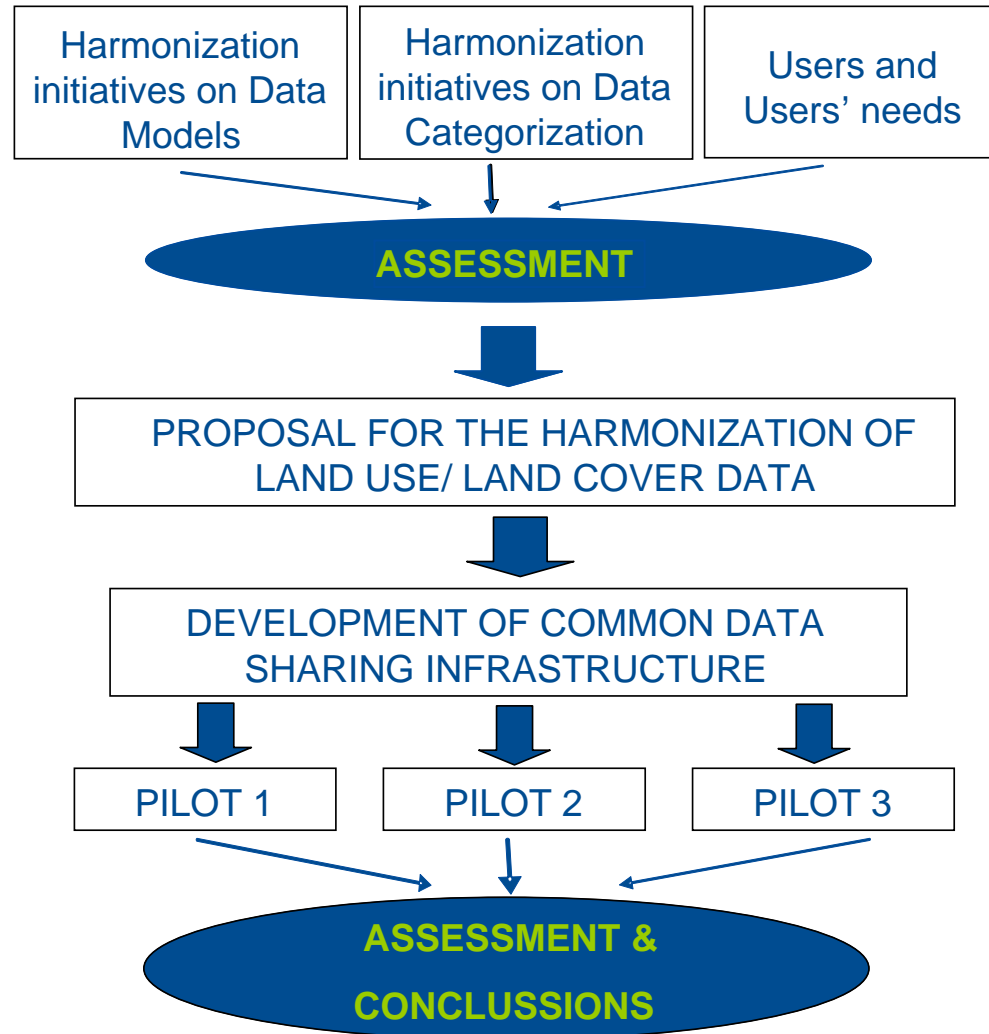 Harmonization
initiatives on Data
Models
Harmonization
initiatives on Data
Categorization
Users and
Users’ needs
ASSESSMENT
PROPOSAL FOR THE HARMONIZATION OF
LAND USE/ LAND COVER DATA
DEVELOPMENT OF COMMON DATA
SHARING INFRASTRUCTURE
PILOT 1
PILOT 2
PILOT 3
ASSESSMENT &
CONCLUSSIONS